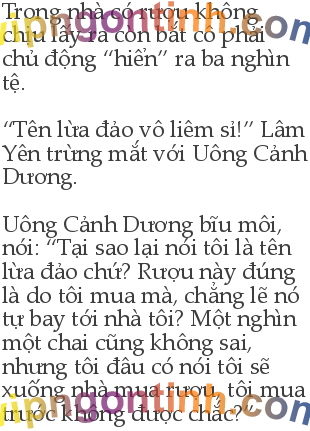 Trong nhà có rượu không
chịu lấy ra còn bắt cô phải
chủ động “hiển” ra ba nghìn
tệ.
“Tên lừa đảo vô liêm sỉ!” Lâm
Yên trừng mắt với Uông Cảnh
Dương.
Uông Cảnh Dương bĩu môi,
nói: “Tại sao lại nói tôi là tên
lừa đảo chứ? Rượu này đúng
là do tôi mua mà, chẳng lẽ nó
tự bay tới nhà tôi? Một nghìn
một chai cũng không sai,
nhưng tôi đâu có nói tôi sẽ
xuống nhà mua rượu, tôi mua
trước không được chắc?”
vipngontinh.com
vipngontinh.com